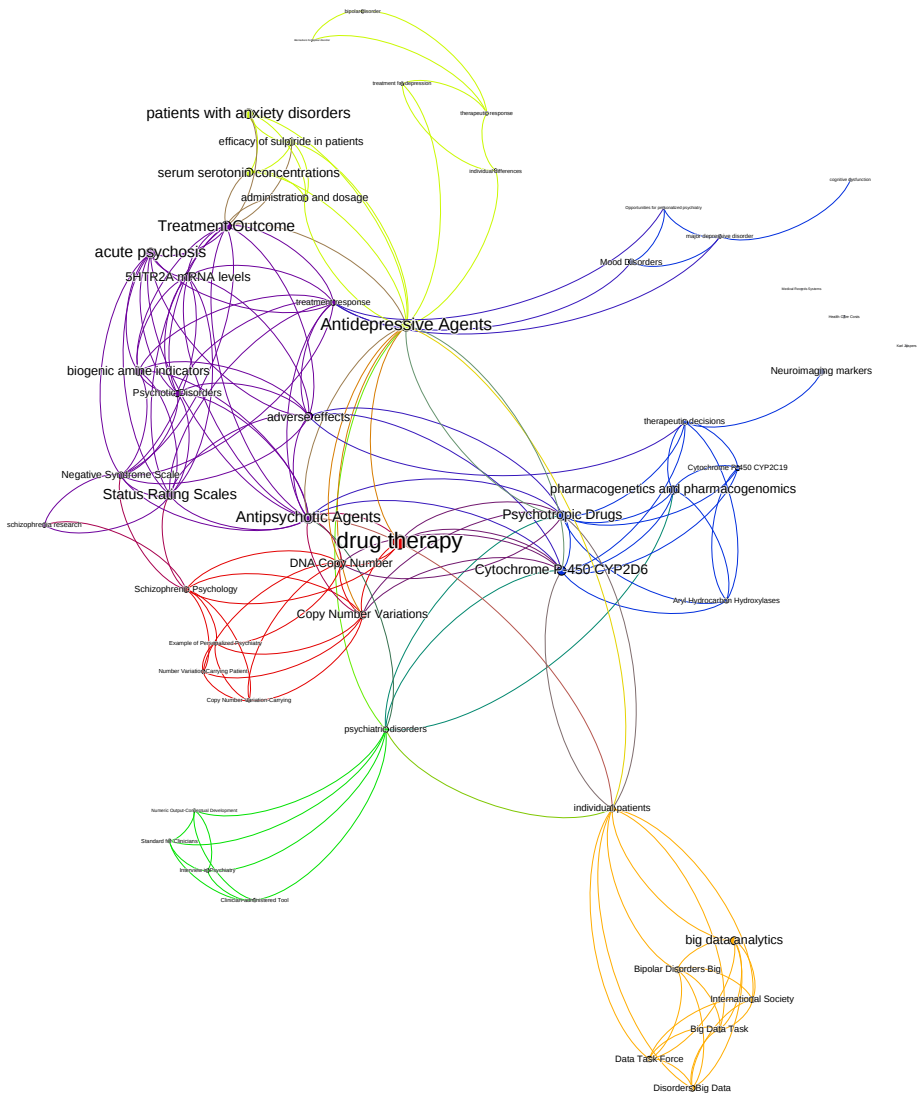 bipolar disorder
treatment for depression
therapeutic response
patients with anxiety disorders
efficacy of sulpiride in patients
serum serotonin concentrations
individual differences
cognitive dysfunction
administration and dosage
Opportunities for personalized psychiatry
Treatment Outcome
major depressive disorder
acute psychosis
Mood Disorders
5HTR2A mRNA levels
treatment response
Antidepressive Agents
Health Care Costs
biogenic amine indicators
Neuroimaging markers
Psychotic Disorders
adverse effects
therapeutic decisions
Negative Syndrome Scale
Cytochrome P-450 CYP2C19
Status Rating Scales
pharmacogenetics and pharmacogenomics
schizophrenia research
Antipsychotic Agents
Psychotropic Drugs
drug therapy
DNA Copy Number
Cytochrome P-450 CYP2D6
Schizophrenic Psychology
Aryl Hydrocarbon Hydroxylases
Copy Number Variations
Example of Personalized Psychiatry
Number Variation Carrying Patient
Copy Number Variation Carrying
psychiatric disorders
individual patients
Numeric Output-Conceptual Development
Standard for Clinicians
Interview in Psychiatry
Clinician-administered Tool
big data analytics
Bipolar Disorders Big
International Society
Big Data Task
Data Task Force
Disorders Big Data